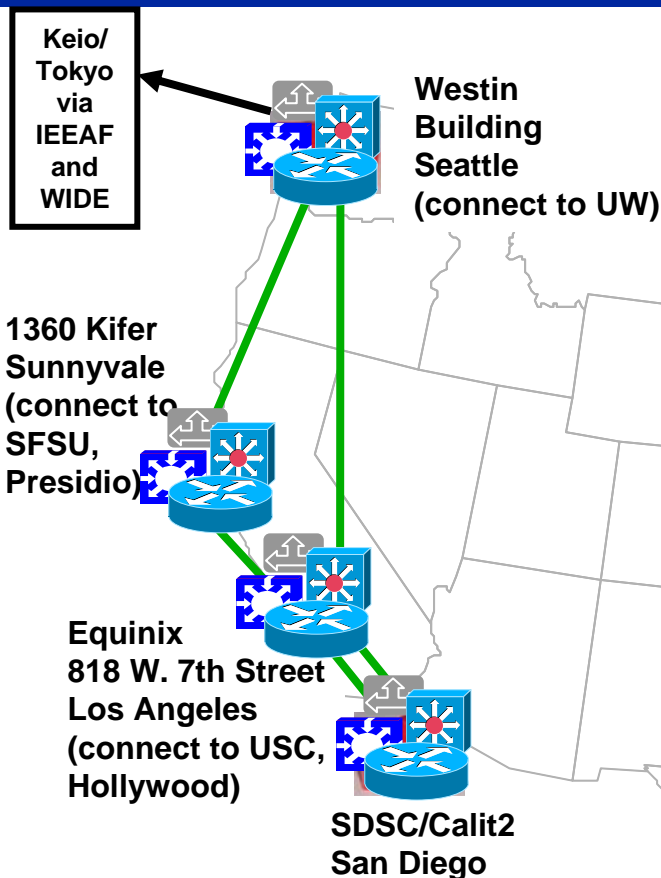 Keio/
Tokyo
via
IEEAF
and
WIDE
Westin
Building
Seattle
(connect to UW)
1360 Kifer
Sunnyvale
(connect to
SFSU,
Presidio)
Equinix
818 W. 7th Street
Los Angeles
(connect to USC,
Hollywood)
SDSC/Calit2
San Diego